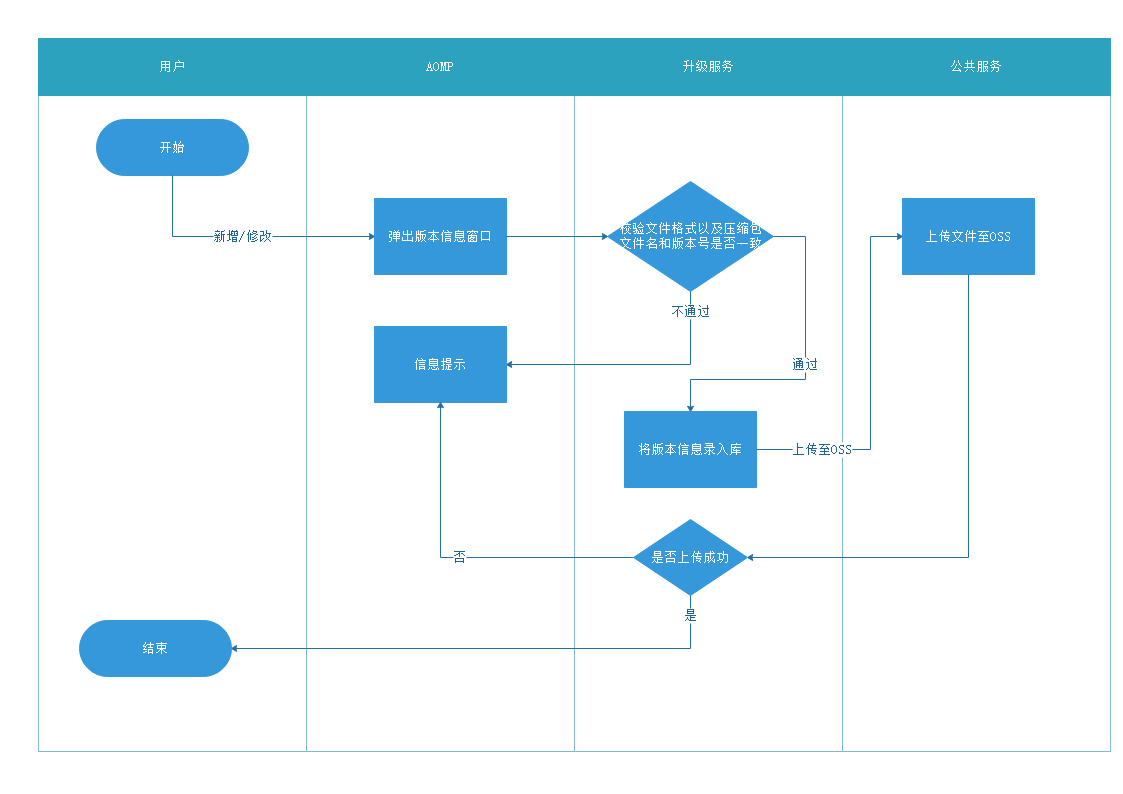 用户
AOMP
升级服务
公共服务
开始
新增/修改
弹出版本信息窗口
校验文件格式以及压缩包
文件名和版本号是否一致
上传文件至OSS
不通过
信息提示
通过
将版本信息录入库
上传至OSS
否
是否上传成功
是
结束